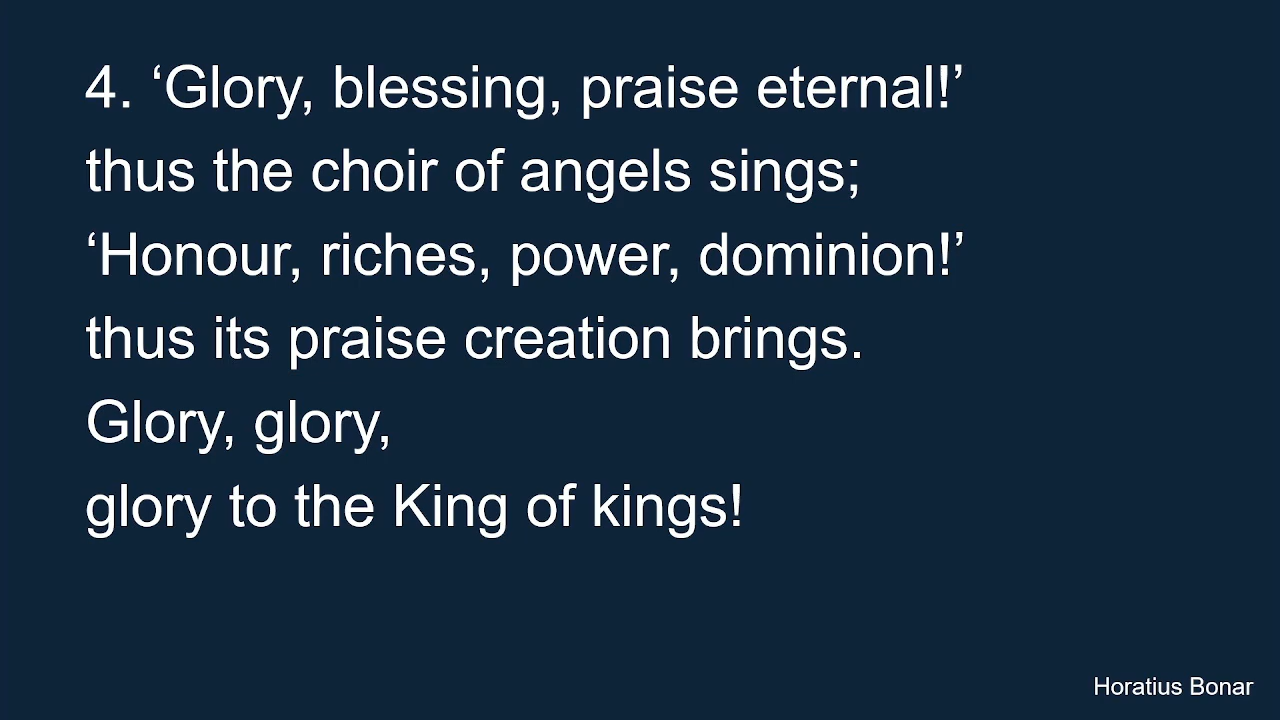 4. ‘Glory, blessing, praise eternal!’
thus the choir of angels sings;
‘Honour, riches, power, dominion!’
thus its praise creation brings.
Glory, glory,
glory to the King of kings!
Horatius Bonar